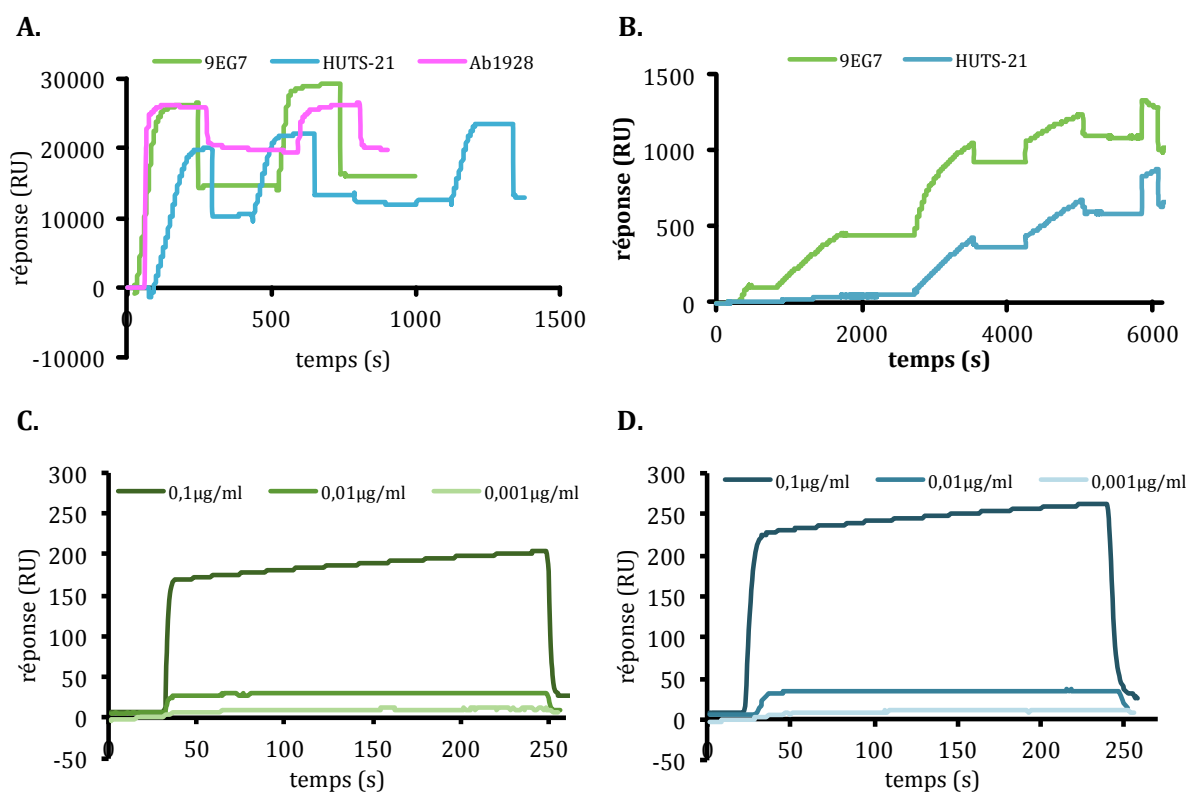 A.
9EG7 HUTS-21 Ab1928
30000
20000
10000
0
-10000
0 500 1000 1500
réponse (RU)
temps (s)
B.
9EG7 HUTS-21
1500
1000
500
0
0 2000 4000 6000
réponse (RU)
temps (s)
C.
0,1µg/ml 0,01µg/ml 0,001µg/ml
300
250
200
150
100
50
0
-50
0 50 100 150 200 250
réponse (RU)
temps (s)
D.
0,1µg/ml 0,01µg/ml 0,001µg/ml
300
250
200
150
100
50
0
-50
0 50 100 150 200 250
réponse (RU)
temps (s)